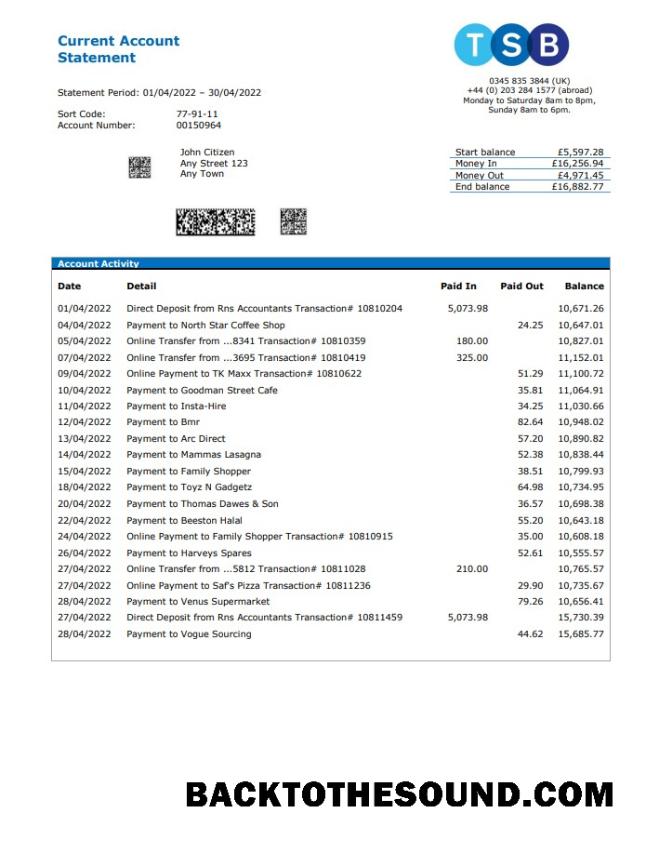 Current Account
Statement
TSB
0345 835 3844 (UK)
+44 (0) 203 284 1577 (abroad)
Monday to Saturday 8am to 8pm,
Sunday 8am to 6pm.
Statement Period: 01/04/2022 – 30/04/2022
Sort Code: 77-91-11
Account Number: 00150964
John Citizen
Any Street 123
Any Town
Start balance £5,597.28
Money In £16,256.94
Money Out £4,971.45
End balance £16,882.77
Account Activity
Date Detail Paid In Paid Out Balance
01/04/2022 Direct Deposit from Rns Accountants Transaction# 10810204 5,073.98 10,671.26
04/04/2022 Payment to North Star Coffee Shop 24.25 10,647.01
05/04/2022 Online Transfer from ...8341 Transaction# 10810359 180.00 10,827.01
07/04/2022 Online Transfer from ...3695 Transaction# 10810419 325.00 11,152.01
09/04/2022 Online Payment to TK Maxx Transaction# 10810622 51.29 11,100.72
10/04/2022 Payment to Goodman Street Cafe 35.81 11,064.91
11/04/2022 Payment to Insta-Hire 34.25 11,030.66
12/04/2022 Payment to Bmr 82.64 10,948.02
13/04/2022 Payment to Arc Direct 57.20 10,890.82
14/04/2022 Payment to Mammas Lasagna 52.38 10,838.44
15/04/2022 Payment to Family Shopper 38.51 10,799.93
18/04/2022 Payment to Toyz N Gadgetz 64.98 10,734.95
20/04/2022 Payment to Thomas Dawes & Son 36.57 10,698.38
22/04/2022 Payment to Beeston Halal 55.20 10,643.18
24/04/2022 Online Payment to Family Shopper Transaction# 10810915 35.00 10,608.18
26/04/2022 Payment to Harveys Spares 52.61 10,555.57
27/04/2022 Online Transfer from ...5812 Transaction# 10811028 210.00 10,765.57
27/04/2022 Online Payment to Saf's Pizza Transaction# 10811236 29.90 10,735.67
28/04/2022 Payment to Venus Supermarket 79.26 10,656.41
27/04/2022 Direct Deposit from Rns Accountants Transaction# 10811459 5,073.98 15,730.39
28/04/2022 Payment to Vogue Sourcing 44.62 15,685.77
BACKTOTHESOUND.COM